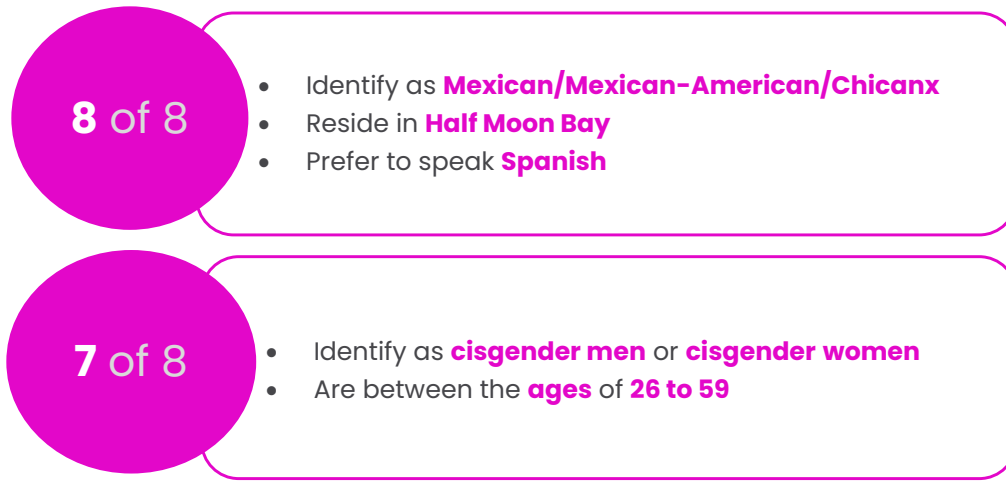 8 of 8
• Identify as Mexican/Mexican-American/Chicanx
• Reside in Half Moon Bay
• Prefer to speak Spanish
7 of 8
• Identify as cisgender men or cisgender women
• Are between the ages of 26 to 59